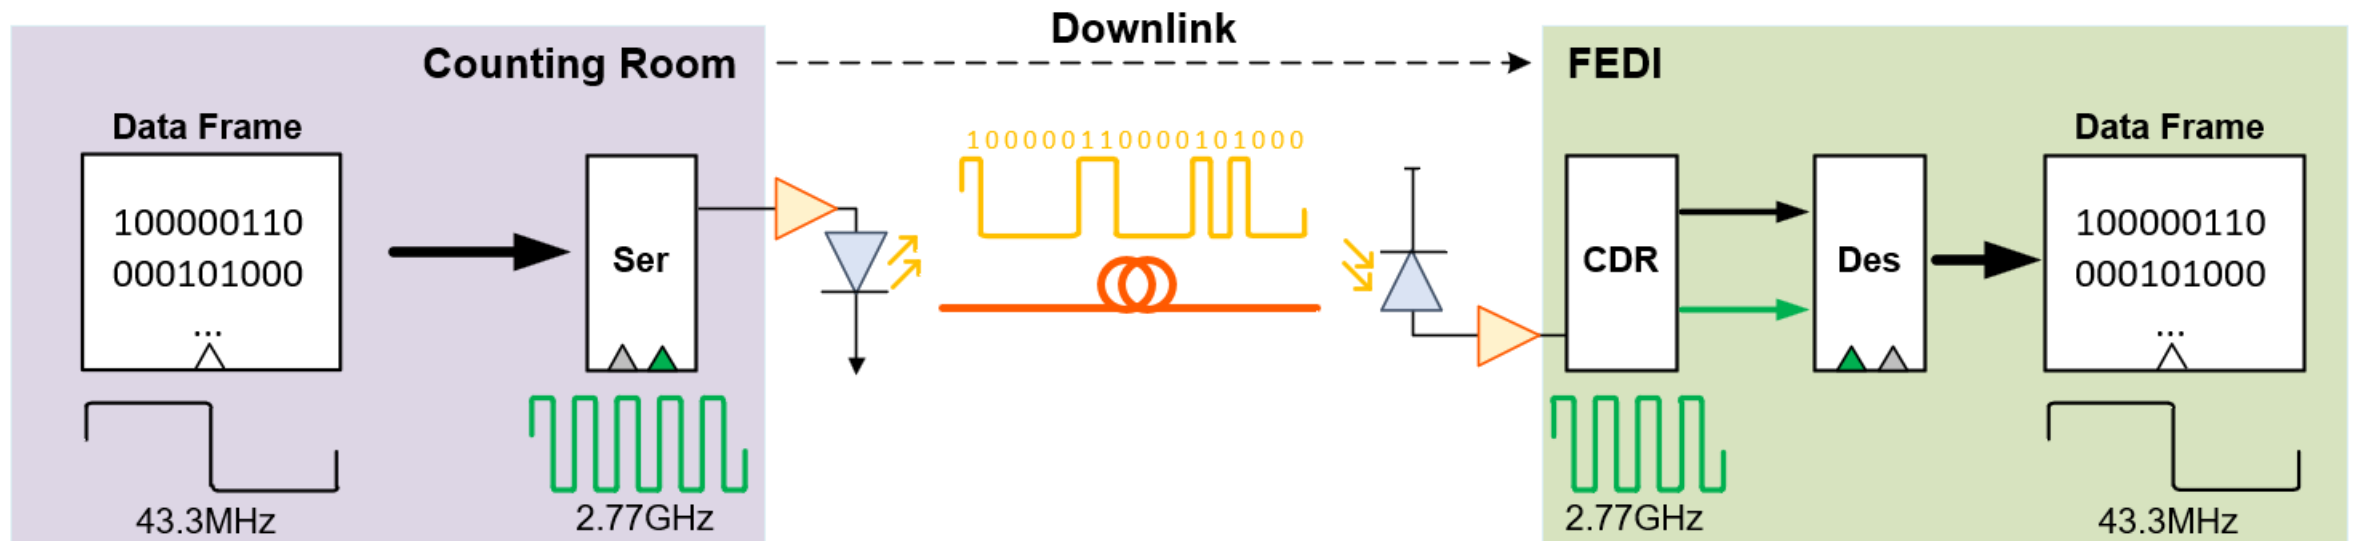 Downlink
Counting Room
FEDI
Data Frame
100000110
000101000
...
43.3MHz
Ser
2.77GHz
100000110000101000
CDR
2.77GHz
Des
Data Frame
100000110
000101000
...
43.3MHz